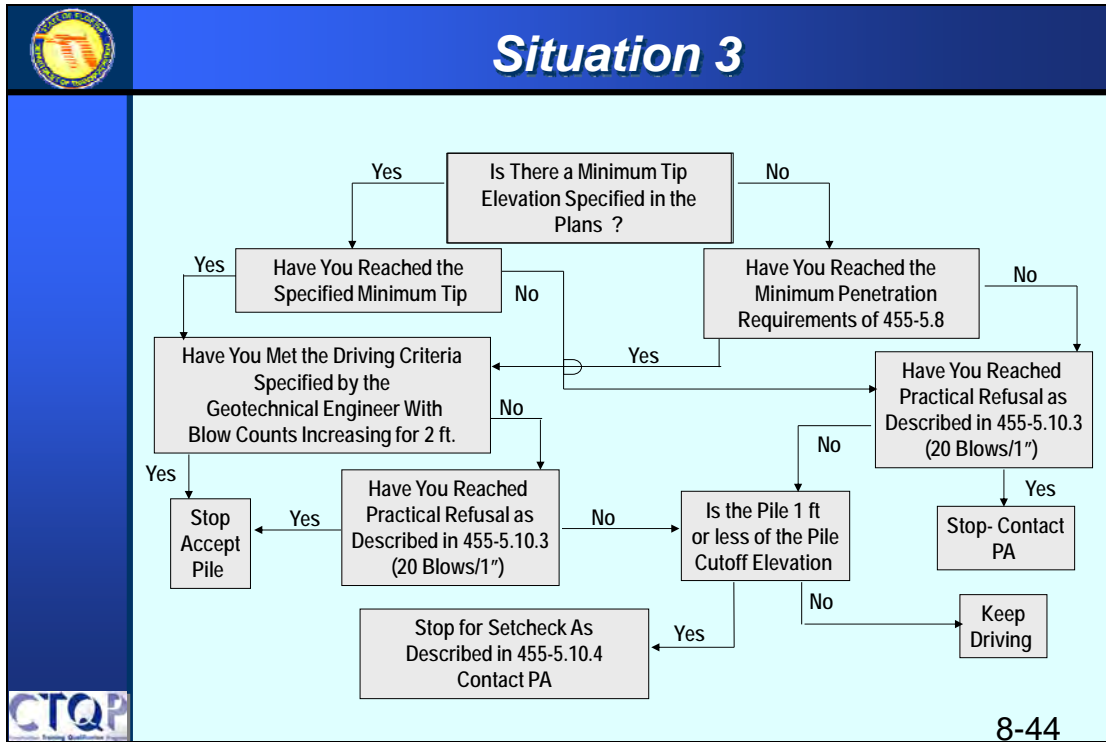 Situation 3
Is There a Minimum Tip
Elevation Specified in the
Plans ?
Yes
No
Have You Reached the
Specified Minimum Tip
Yes
No
Have You Reached the
Minimum Penetration
Requirements of 455-5.8
No
Yes
Have You Met the Driving Criteria
Specified by the
Geotechnical Engineer With
Blow Counts Increasing for 2 ft.
No
Yes
Have You Reached
Practical Refusal as
Described in 455-5.10.3
(20 Blows/1")
No
Yes
Stop
Accept
Pile
Yes
Have You Reached
Practical Refusal as
Described in 455-5.10.3
(20 Blows/1")
No
Is the Pile 1 ft
or less of the Pile
Cutoff Elevation
Stop- Contact
PA
No
Keep
Driving
Yes
Stop for Setcheck As
Described in 455-5.10.4
Contact PA
CTQP
8-44